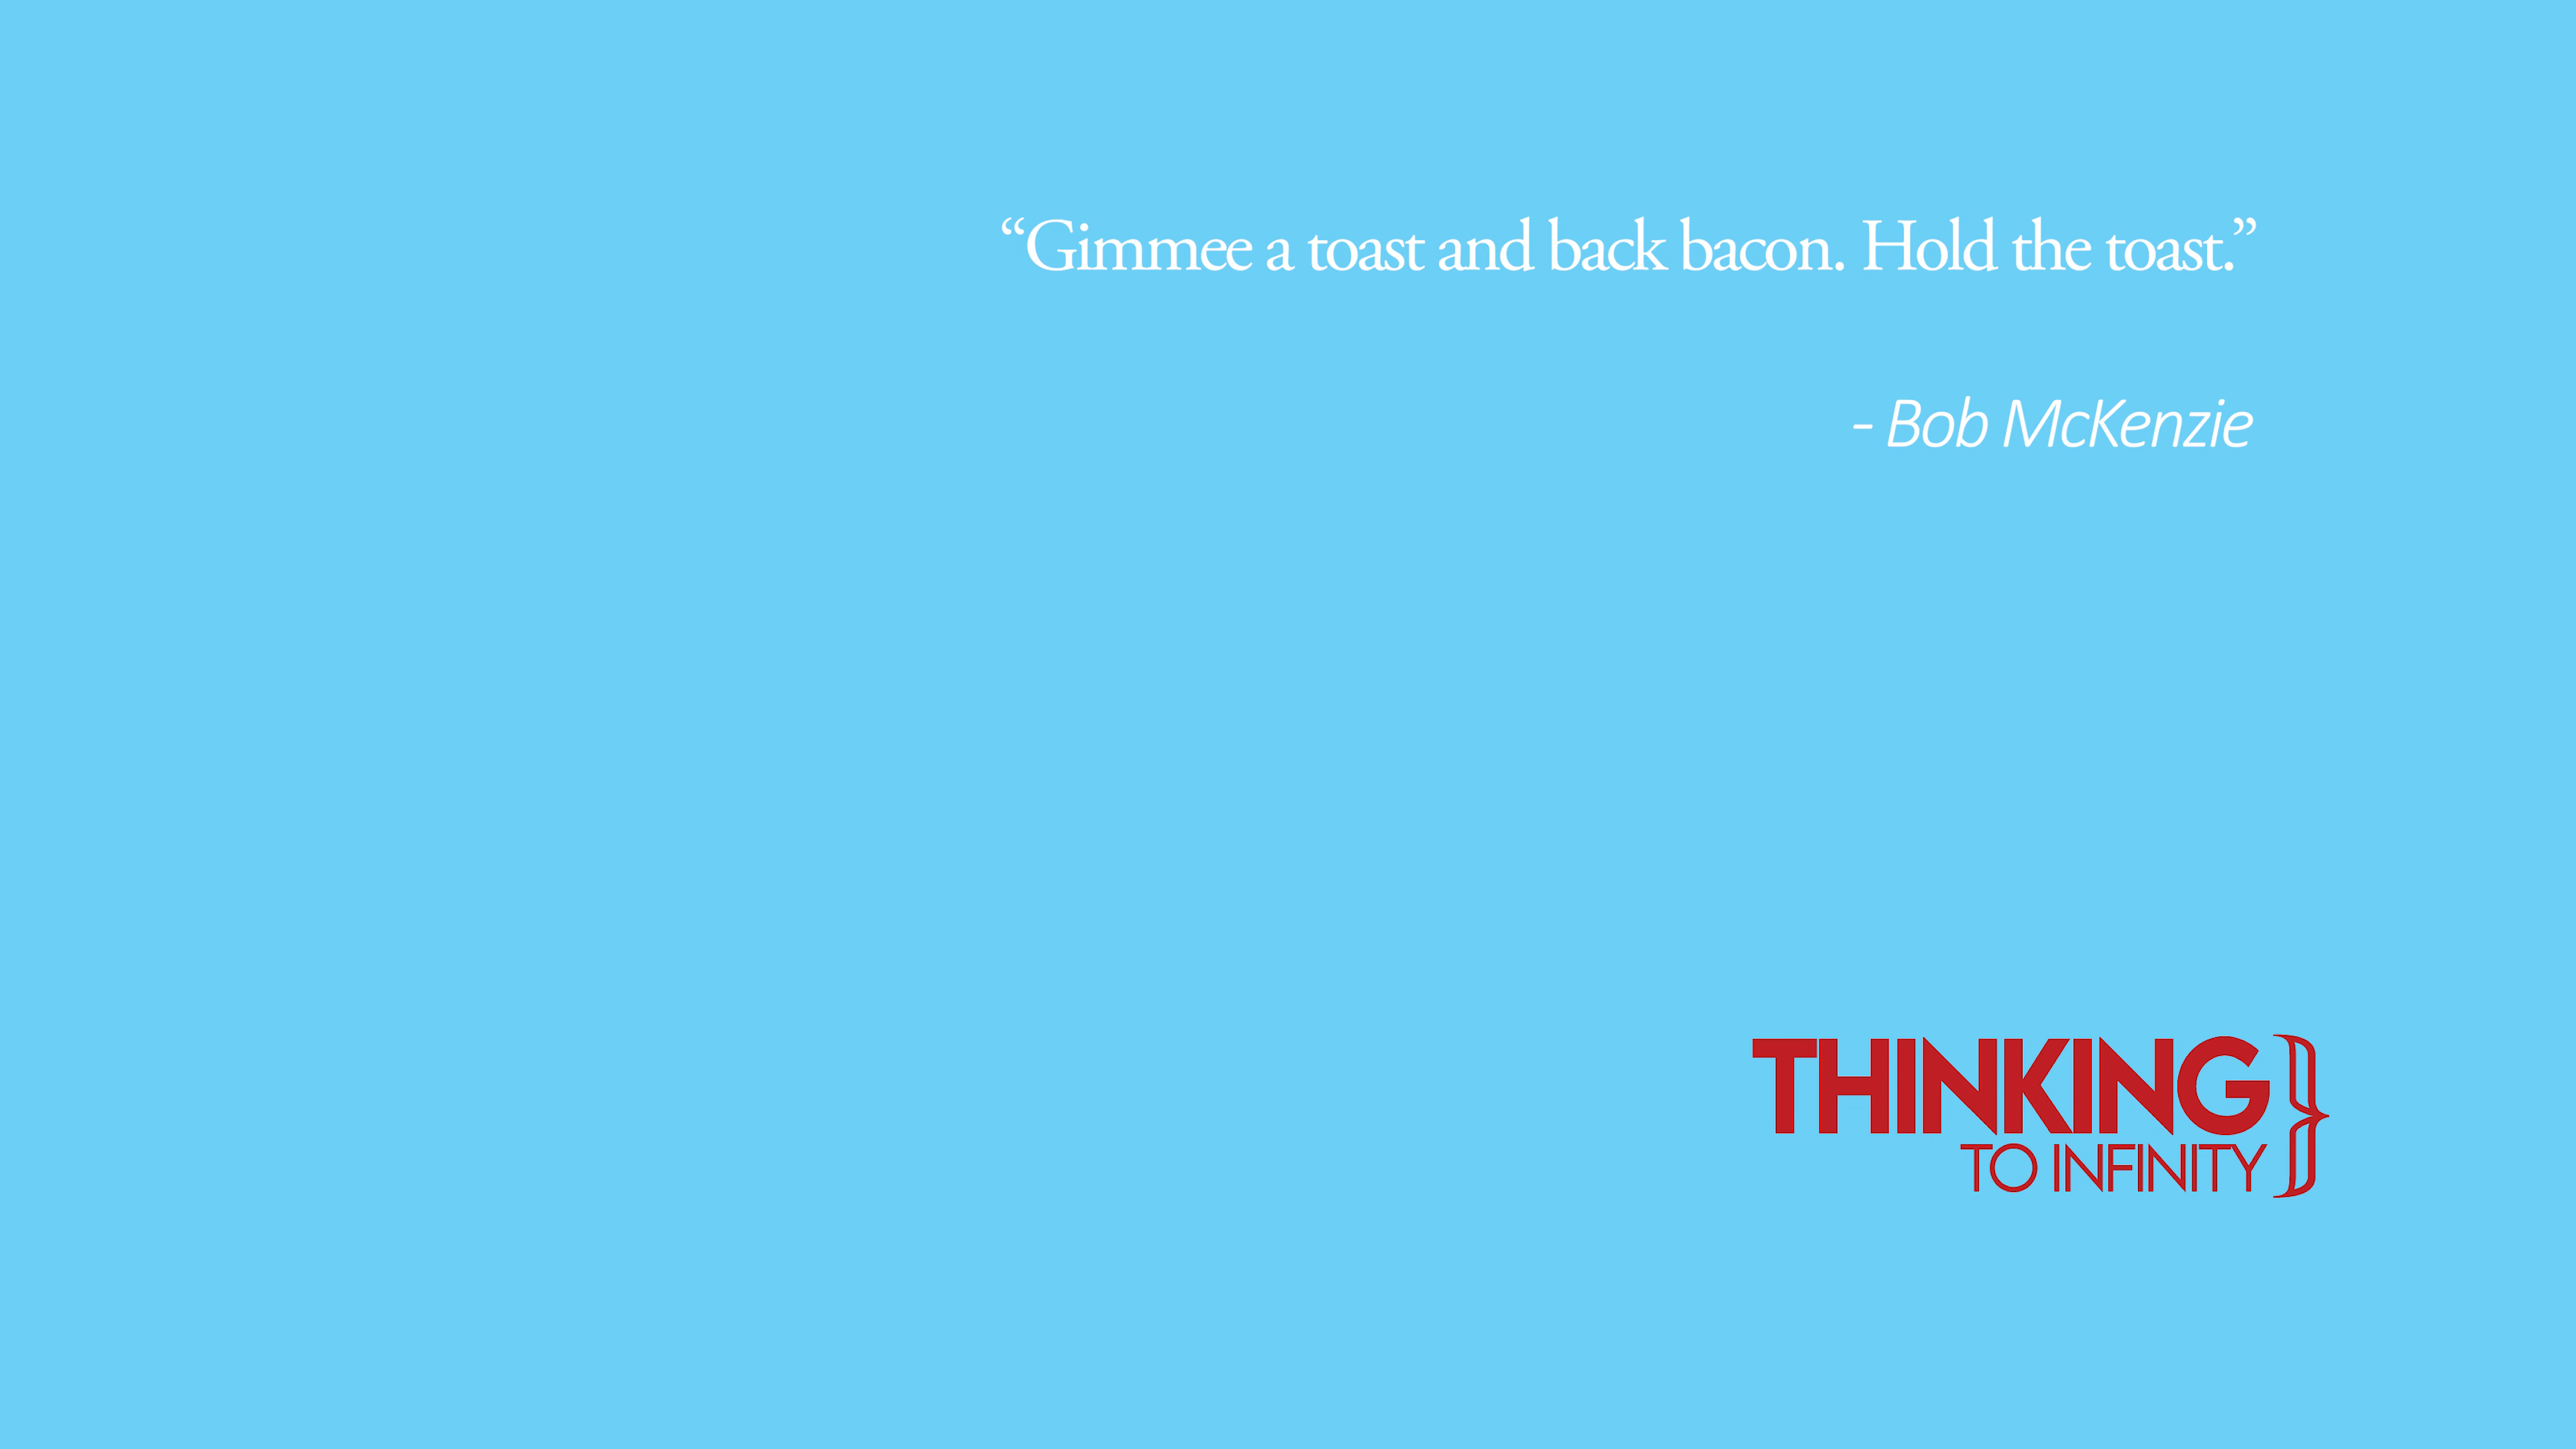 “Gimmee a toast and back bacon. Hold the toast.”
- Bob McKenzie
THINKING
TO INFINITY